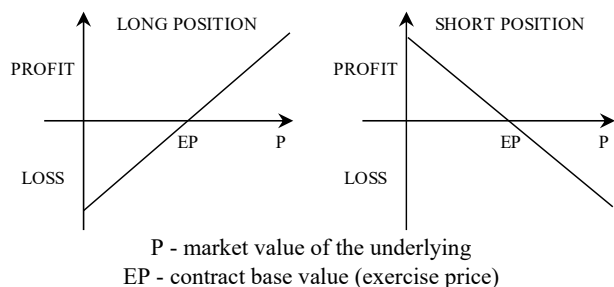 LONG POSITION
PROFIT
EP
P
LOSS
SHORT POSITION
PROFIT
EP
P
LOSS
P - market value of the underlying
EP - contract base value (exercise price)